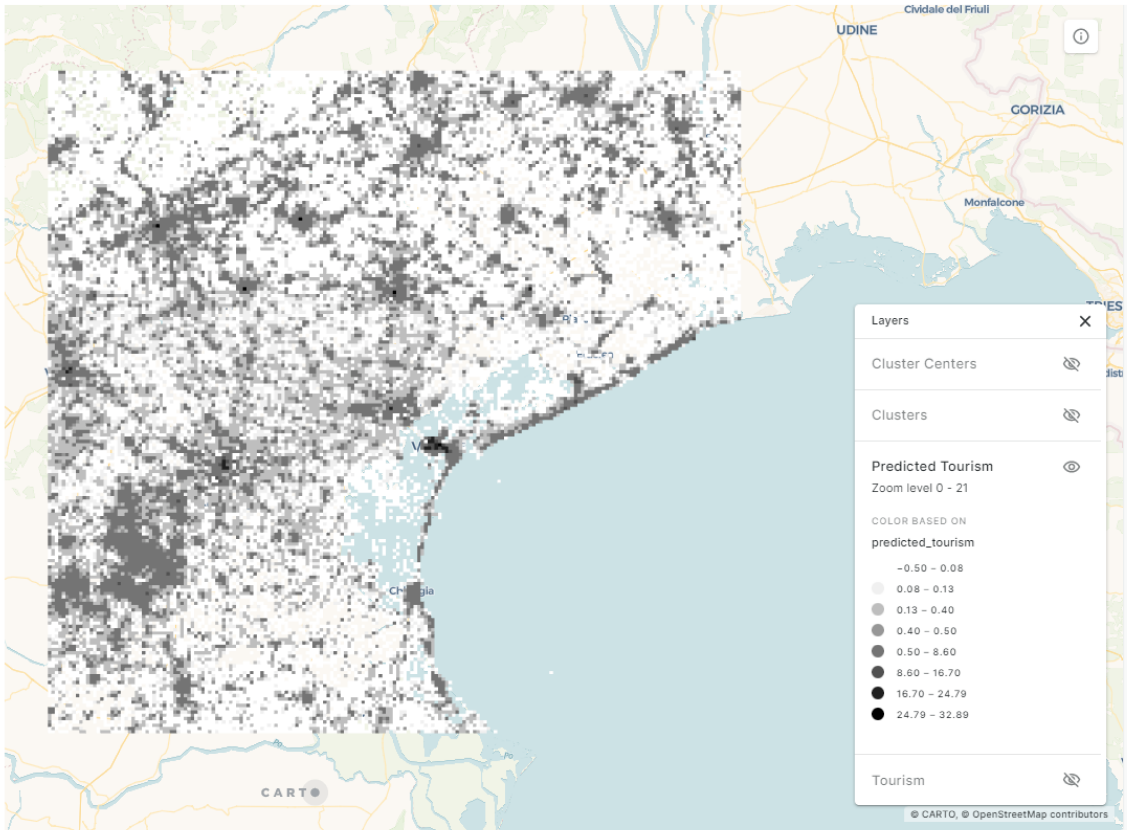 Cividale del Friuli
UDINE
GORIZIA
Monfalcone
TRIES
Layers
Cluster Centers
Clusters
Predicted Tourism
Zoom level 0 - 21
COLOR BASED ON
predicted_tourism
−0.50 – 0.08
0.08 – 0.13
0.13 – 0.40
0.40 – 0.50
0.50 – 8.60
8.60 – 16.70
16.70 – 24.79
24.79 – 32.89
Tourism
Po
Po
CARTO
© CARTO, © OpenStreetMap contributors